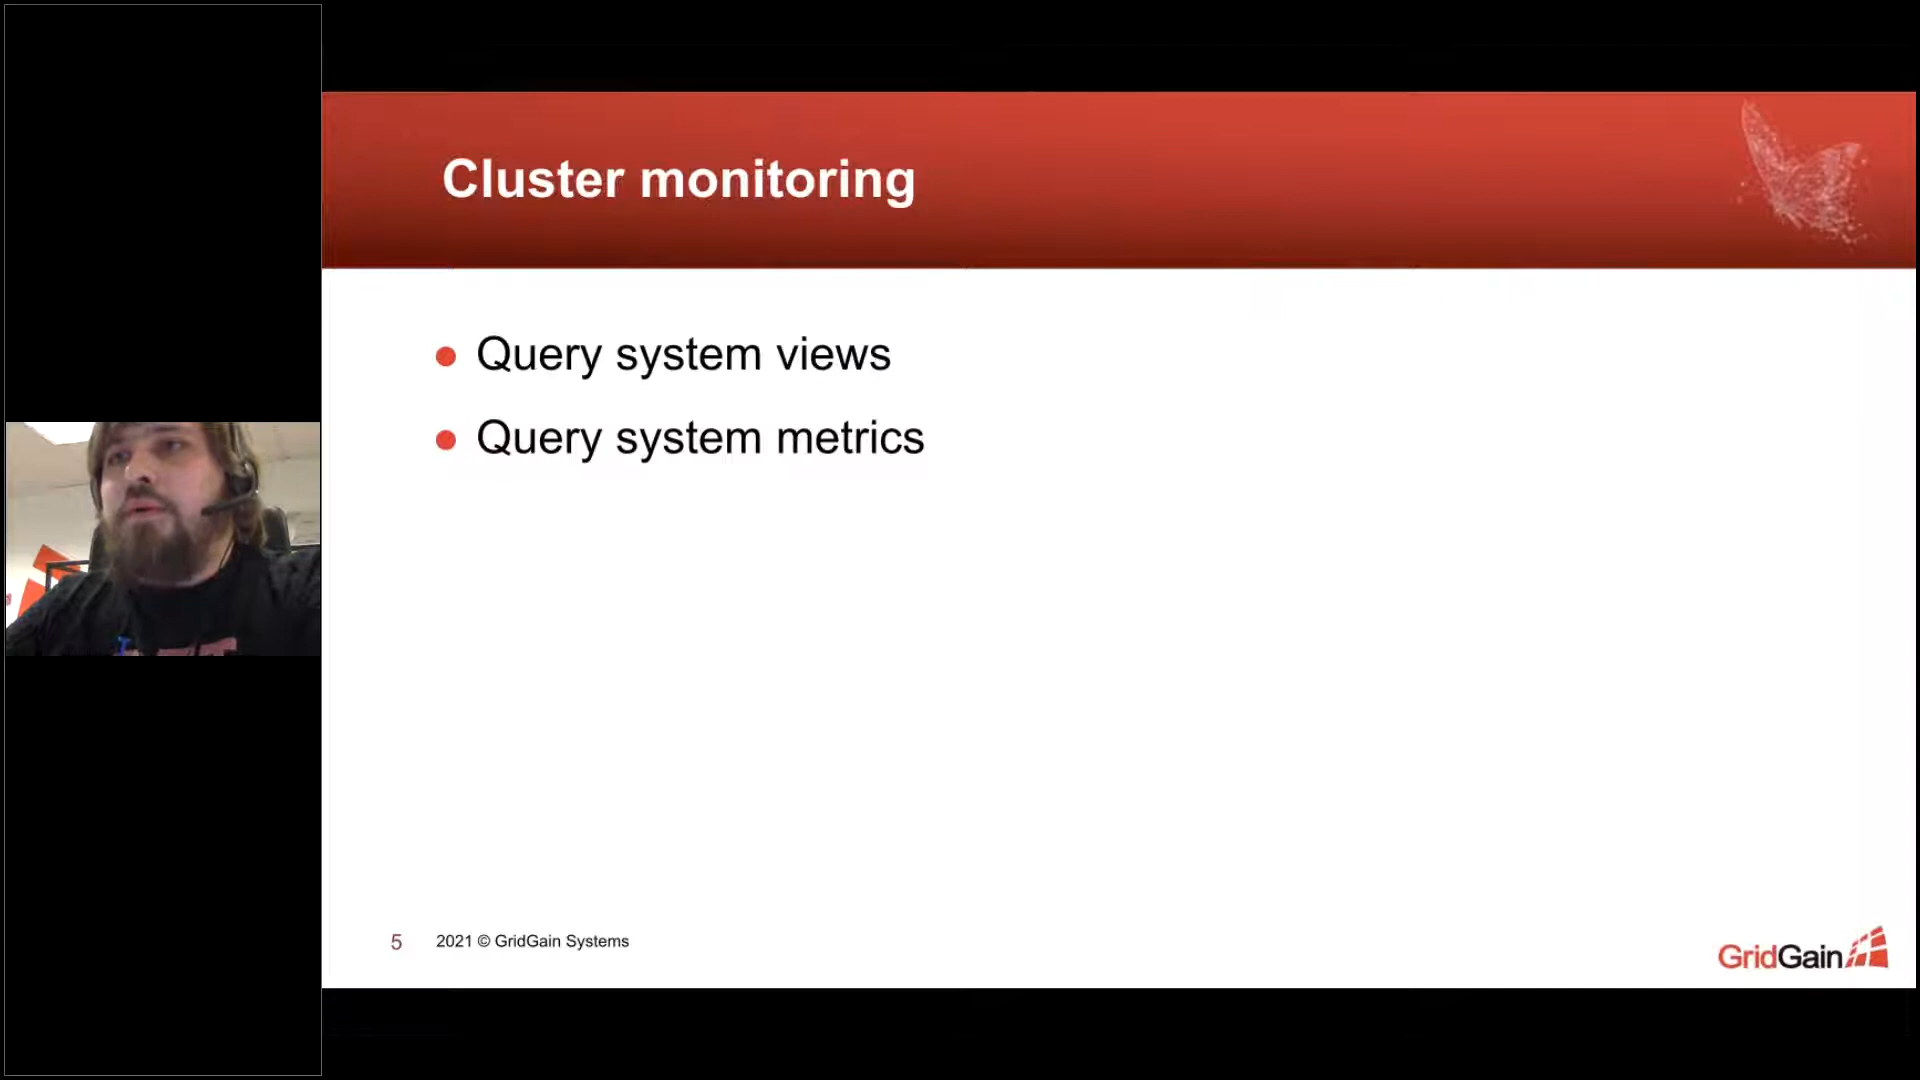 Cluster monitoring
Query system views
Query system metrics
5
2021 © GridGain Systems
GridGain